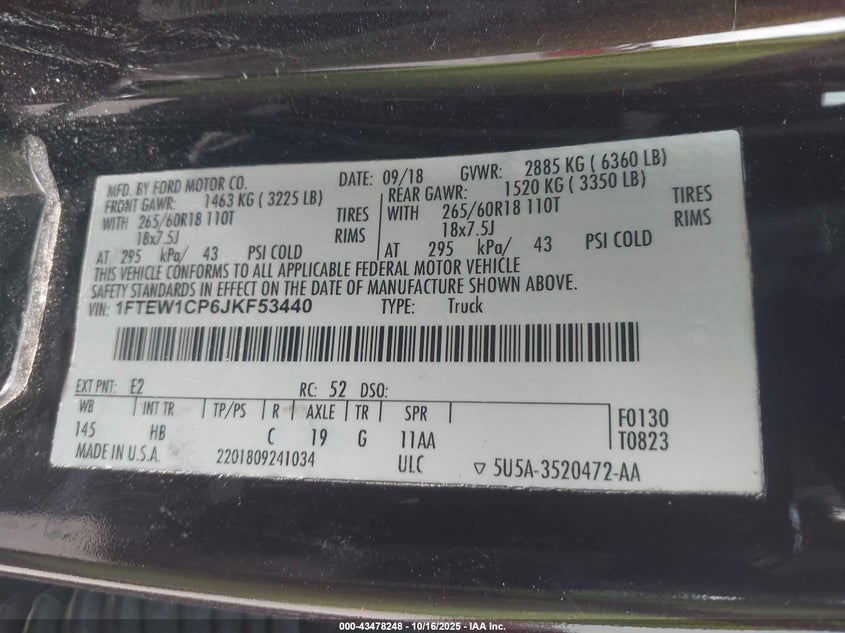 MFD. BY FORD MOTOR CO. DATE: 09/18 GVWR: 2885 KG ( 6360 LB)
FRONT GAWR: 1463 KG ( 3225 LB) REAR GAWR: 1520 KG ( 3350 LB)
WITH 265/60R18 110T TIRES WITH 265/60R18 110T TIRES
18x7.5J RIMS 18x7.5J RIMS
AT 295 kPa/ 43 PSI COLD AT 295 kPa/ 43 PSI COLD
THIS VEHICLE CONFORMS TO ALL APPLICABLE FEDERAL MOTOR VEHICLE
SAFETY STANDARDS IN EFFECT ON THE DATE OF MANUFACTURE SHOWN ABOVE.
VIN: 1FTEW1CP6JKF53440 TYPE: Truck
EXT PNT: E2 RC: 52 DSO:
WB INT TR TP/PS R AXLE TR SPR F0130
145 HB C 19 G 11AA T0823
MADE IN U.S.A. 2201809241034 ULC ▽ 5U5A-3520472-AA
000-43478248 - 10/16/2025 - IAA Inc.